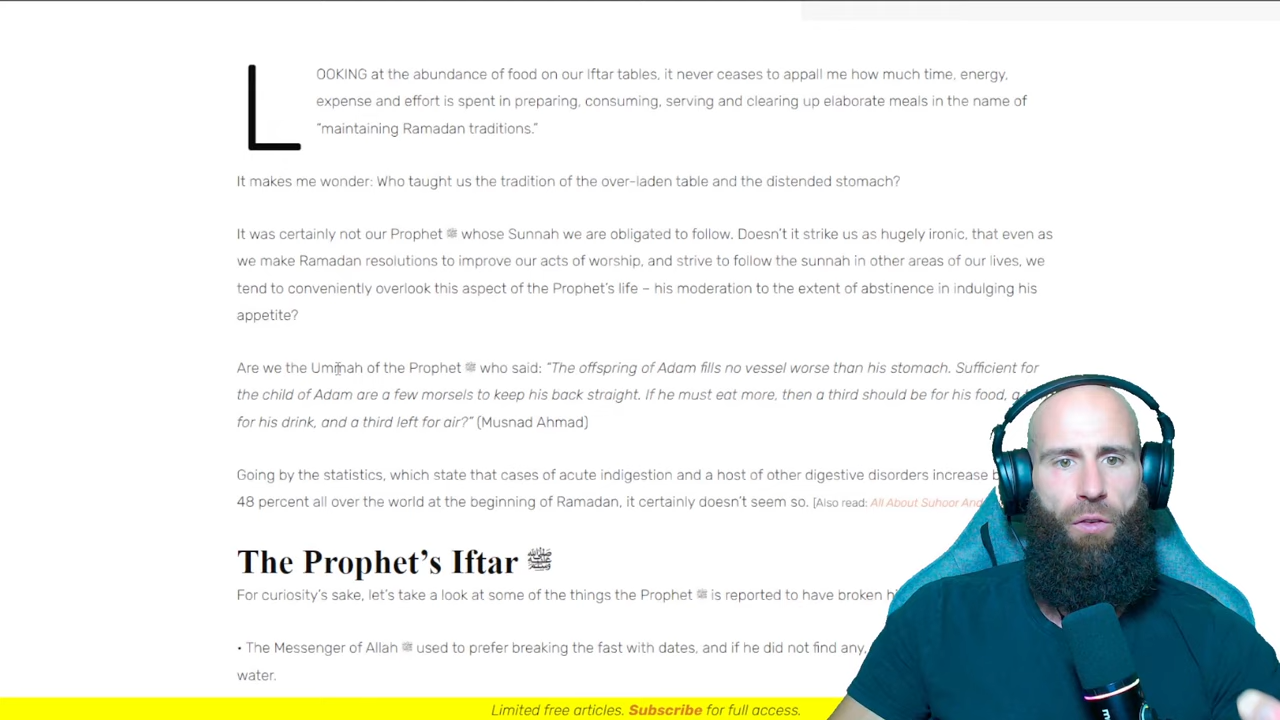 LOOKING at the abundance of food on our Iftar tables, it never ceases to appall me how much time, energy,
expense and effort is spent in preparing, consuming, serving and clearing up elaborate meals in the name of
“maintaining Ramadan traditions.”
It makes me wonder: Who taught us the tradition of the over-laden table and the distended stomach?
It was certainly not our Prophet ﷺ whose Sunnah we are obligated to follow. Doesn’t it strike us as hugely ironic, that even as
we make Ramadan resolutions to improve our acts of worship, and strive to follow the sunnah in other areas of our lives, we
tend to conveniently overlook this aspect of the Prophet’s life – his moderation to the extent of abstinence in indulging his
appetite?
Are we the Ummah of the Prophet ﷺ who said: “The offspring of Adam fills no vessel worse than his stomach. Sufficient for
the child of Adam are a few morsels to keep his back straight. If he must eat more, then a third should be for his food, a
for his drink, and a third left for air?” (Musnad Ahmad)
Going by the statistics, which state that cases of acute indigestion and a host of other digestive disorders increase
48 percent all over the world at the beginning of Ramadan, it certainly doesn’t seem so. [Also read: All About Suhoor And
The Prophet’s Iftar ﷺ
For curiosity’s sake, let’s take a look at some of the things the Prophet ﷺ is reported to have broken
• The Messenger of Allah ﷺ used to prefer breaking the fast with dates, and if he did not find any,
water.
Limited free articles. Subscribe for full access.